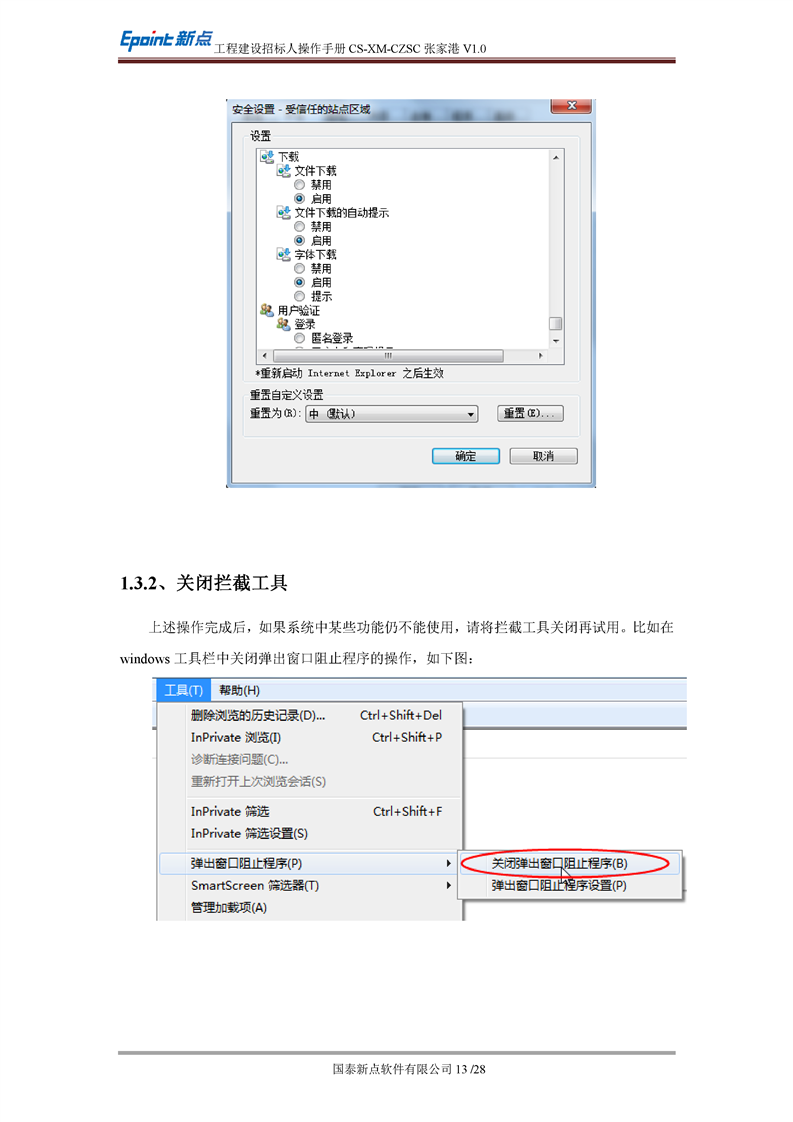 Epoint 新点 工程建设招标人操作手册 CS-XM-CZSC 张家港 V1.0
安全设置 - 受信任的站点区域
设置
下载
文件下载
禁用
启用
文件下载的自动提示
禁用
启用
字体下载
禁用
启用
提示
用户验证
登录
匿名登录
*重新启动 Internet Explorer 之后生效
重置自定义设置
重置为(R): 中 (默认) 重置(E)...
确定 取消
1.3.2、关闭拦截工具
上述操作完成后，如果系统中某些功能仍不能使用，请将拦截工具关闭再试用。比如在
windows 工具栏中关闭弹出窗口阻止程序的操作，如下图：
工具(T) 帮助(H)
删除浏览的历史记录(D)... Ctrl+Shift+Del
InPrivate 浏览(I) Ctrl+Shift+P
诊断连接问题(C)...
重新打开上次浏览会话(S)
InPrivate 筛选 Ctrl+Shift+F
InPrivate 筛选设置(S)
弹出窗口阻止程序(P) 关闭弹出窗口阻止程序(B)
SmartScreen 筛选器(T) 弹出窗口阻止程序设置(P)
管理加载项(A)
国泰新点软件有限公司 13 /28